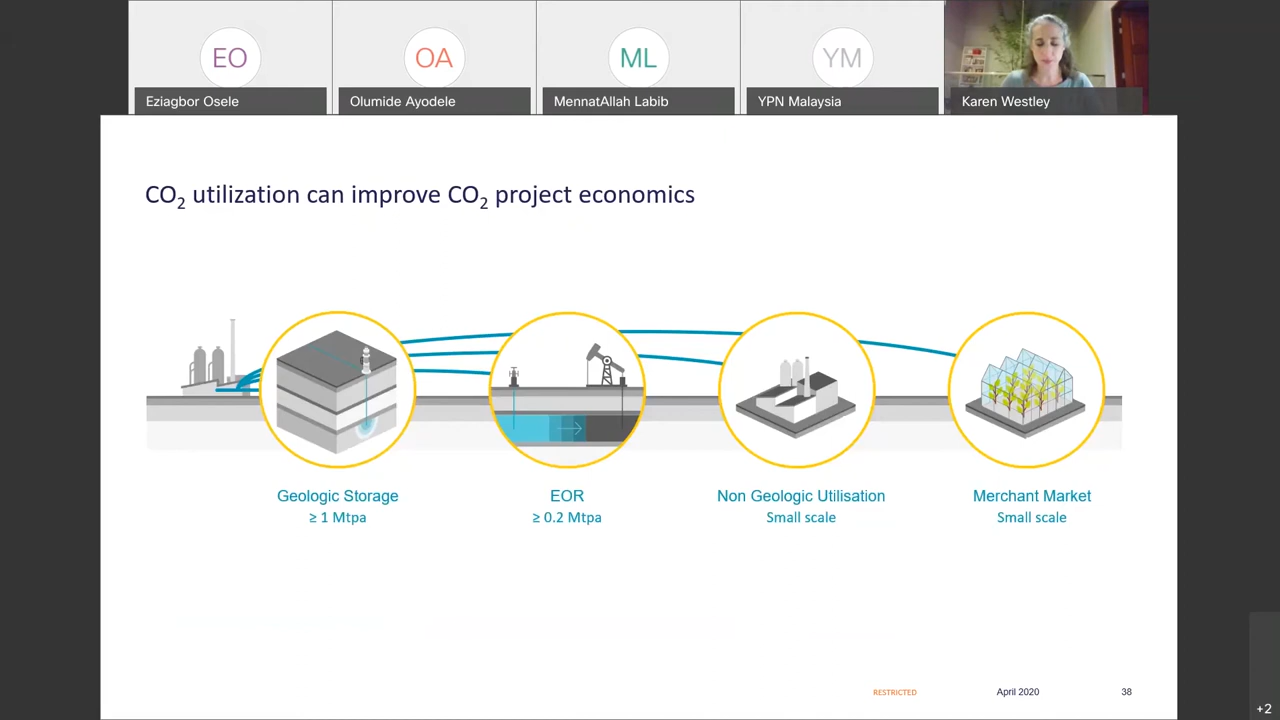 EO
OA
ML
YM
Eziagbor Osele
Olumide Ayodele
MennatAllah Labib
YPN Malaysia
Karen Westley
CO2 utilization can improve CO2 project economics
Geologic Storage
≥ 1 Mtpa
EOR
≥ 0.2 Mtpa
Non Geologic Utilisation
Small scale
Merchant Market
Small scale
RESTRICTED
April 2020
38
+2